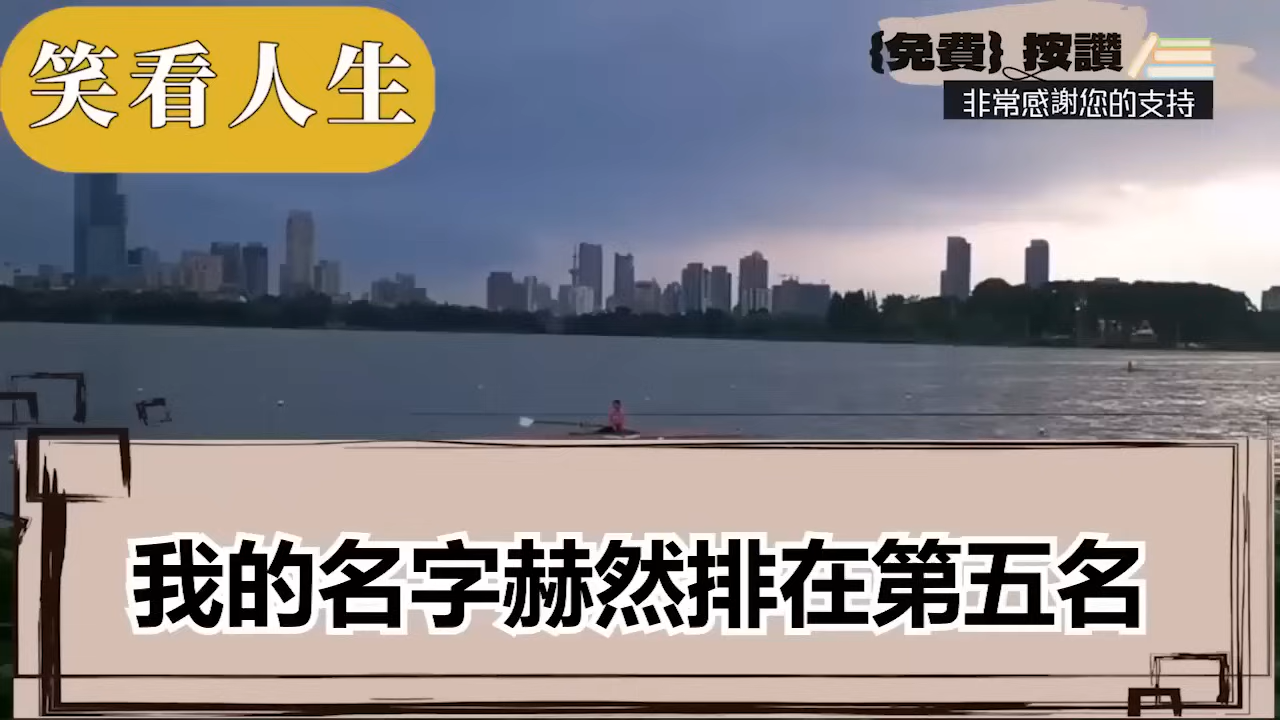 笑看人生
{免費} 按讚
非常感謝您的支持
我的名字赫然排在第五名